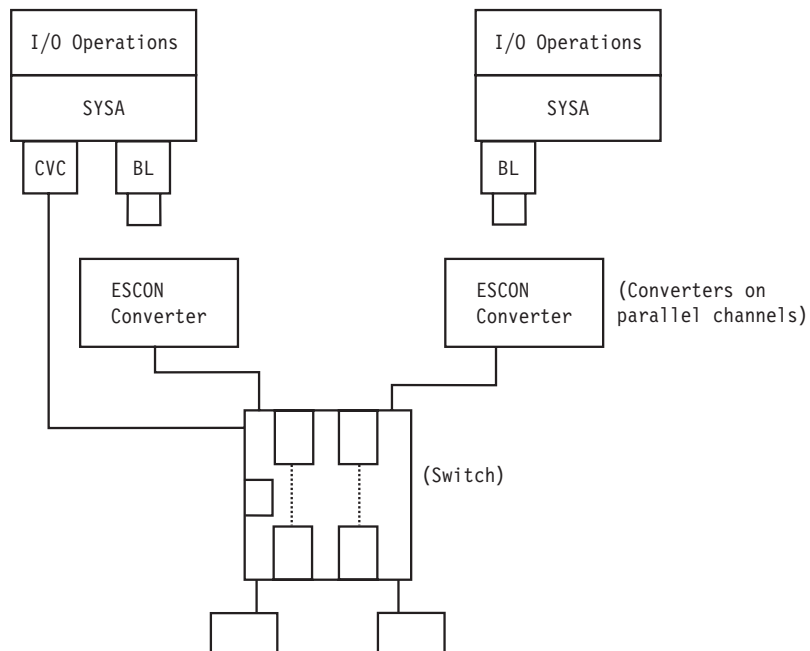 I/O Operations
SYSA
CVC
BL
I/O Operations
SYSA
BL
ESCON
Converter
ESCON
Converter
(Converters on
parallel channels)
(Switch)